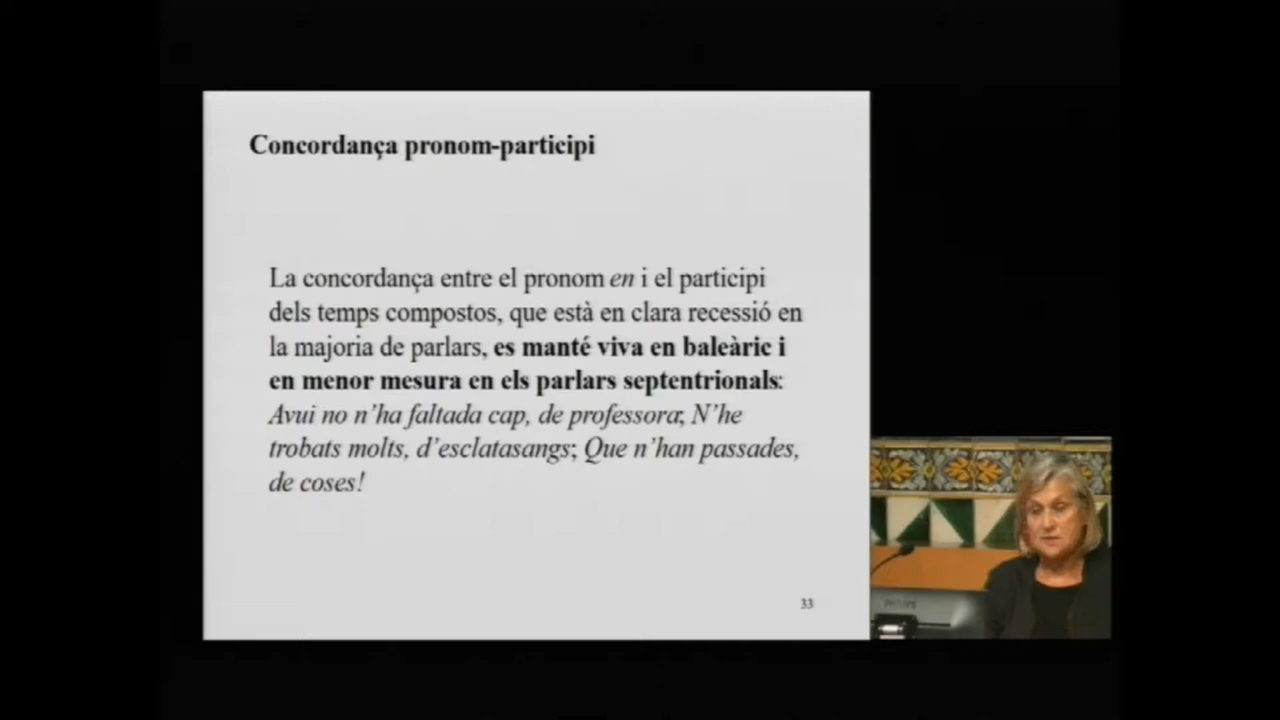 Concordança pronom-participi
La concordança entre el pronom en i el participi
dels temps compostos, que està en clara recessió en
la majoria de parlars, es manté viva en baleàric i
en menor mesura en els parlars septentrionals:
Avui no n’ha faltada cap, de professora; N’he
trobats molts, d’esclatasangs; Que n’han passades,
de coses!
33
PHILIPS